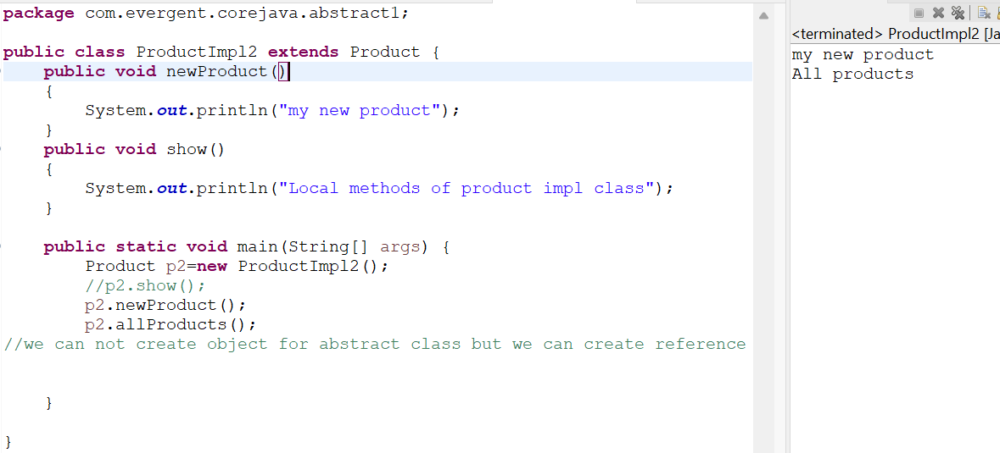 package com.evergent.corejava.abstract1;
public class ProductImpl2 extends Product {
public void newProduct()
{
System.out.println("my new product");
}
public void show()
{
System.out.println("Local methods of product impl class");
}
public static void main(String[] args) {
Product p2=new ProductImpl2();
//p2.show();
p2.newProduct();
p2.allProducts();
//we can not create object for abstract class but we can create reference
}
}
<terminated> ProductImpl2 [Ja
my new product
All products